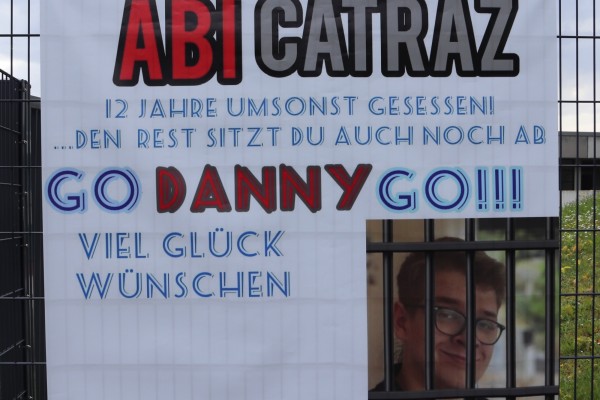 ABI CATRAZ
12 JAHRE UMSONST GESESSEN!
...DEN REST SITZT DU AUCH NOCH AB
GO DANNY GO!!!
VIEL GLÜCK
WÜNSCHEN